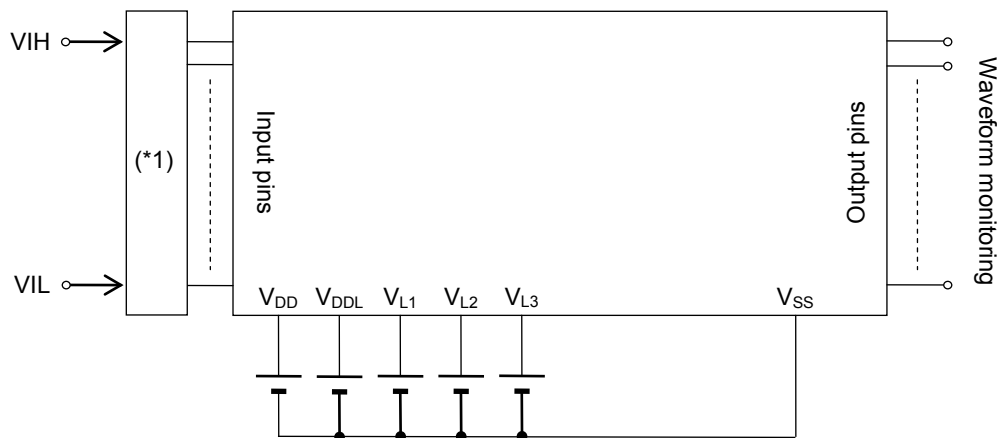 VIH
(*1)
VIL
Input pins
Output pins
Waveform monitoring
VDD VDDL VL1 VL2 VL3 VSS